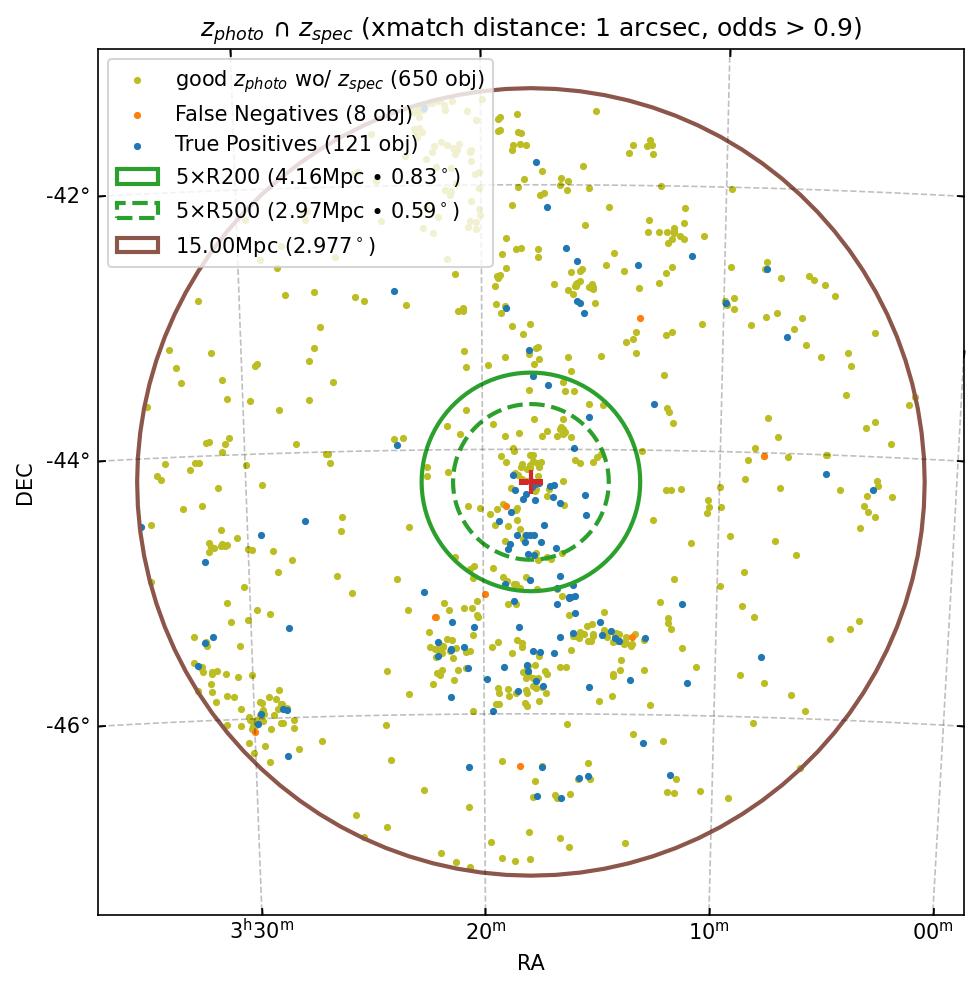 z_photo ∩ z_spec (xmatch distance: 1 arcsec, odds > 0.9)
good z_photo wo/ z_spec (650 obj)
False Negatives (8 obj)
True Positives (121 obj)
5×R200 (4.16Mpc • 0.83°)
5×R500 (2.97Mpc • 0.59°)
15.00Mpc (2.977°)
-42°
-44°
-46°
DEC
3ʰ30ᵐ
20ᵐ
10ᵐ
00ᵐ
RA